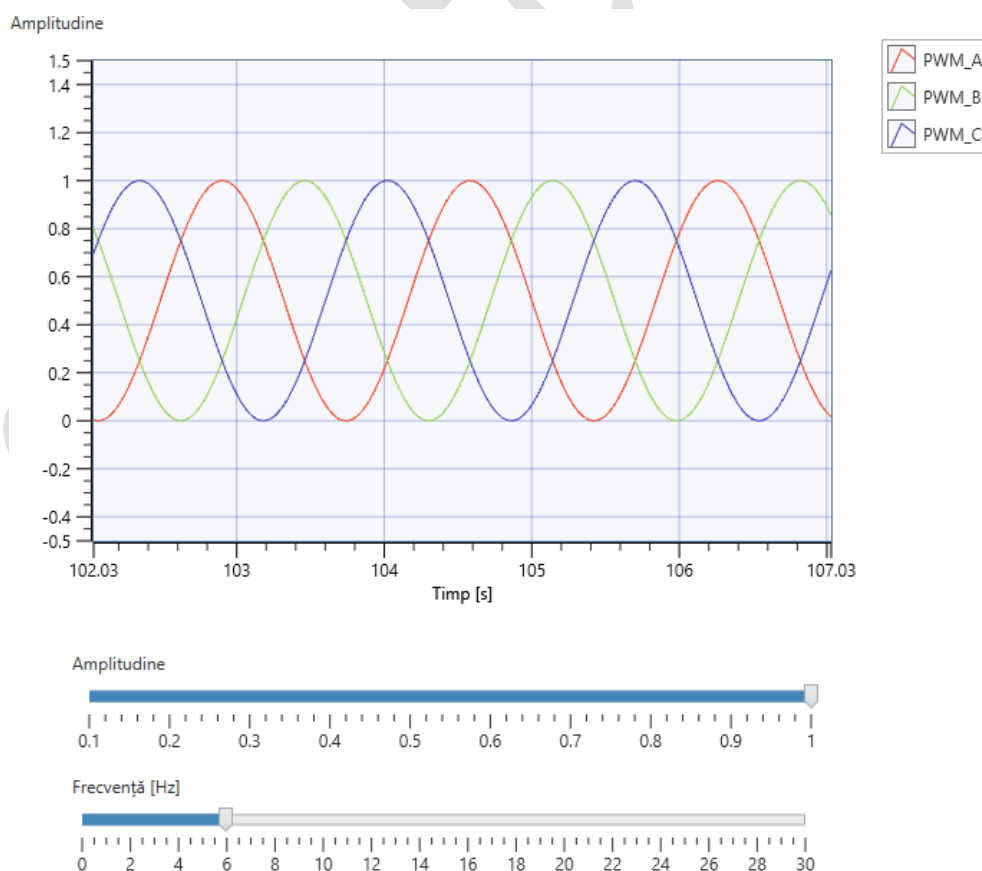 Amplitudine
PWM_A
PWM_B
PWM_C
1.5
1.4
1.2
1
0.8
0.6
0.4
0.2
0
-0.2
-0.4
-0.5
102.03 103 104 105 106 107.03
Timp [s]
Amplitudine
0.1 0.2 0.3 0.4 0.5 0.6 0.7 0.8 0.9 1
Frecvență [Hz]
0 2 4 6 8 10 12 14 16 18 20 22 24 26 28 30